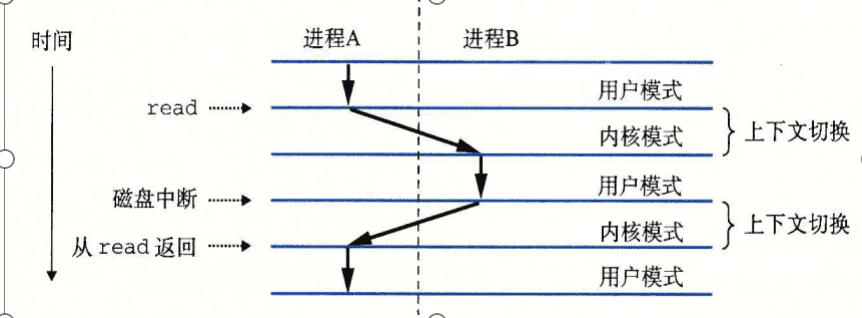 时间
进程A
进程B
用户模式
read
内核模式
上下文切换
用户模式
磁盘中断
内核模式
上下文切换
从 read 返回
用户模式